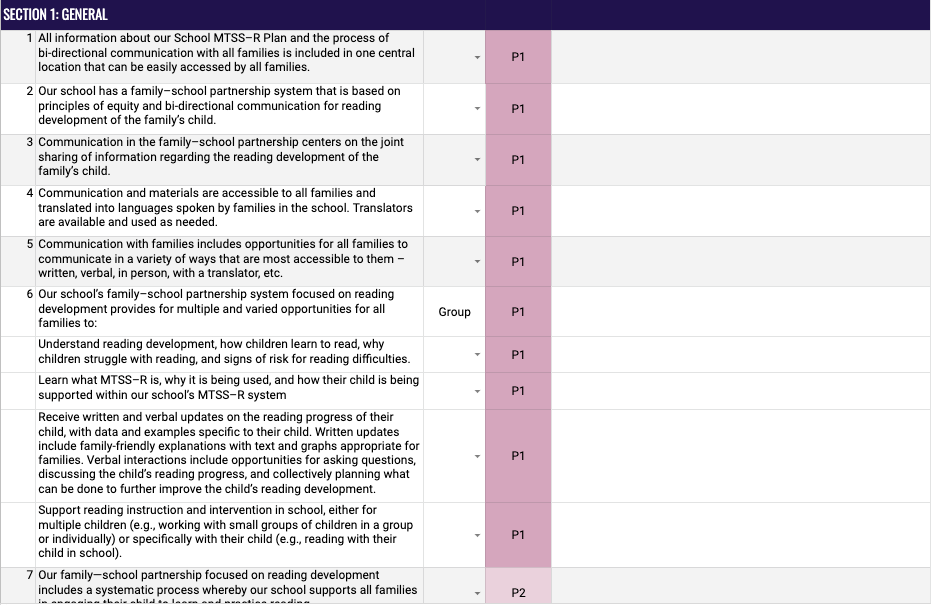 SECTION 1: GENERAL
1 All information about our School MTSS–R Plan and the process of
bi-directional communication with all families is included in one central
location that can be easily accessed by all families.
P1
2 Our school has a family–school partnership system that is based on
principles of equity and bi-directional communication for reading
development of the family's child.
P1
3 Communication in the family–school partnership centers on the joint
sharing of information regarding the reading development of the
family's child.
P1
4 Communication and materials are accessible to all families and
translated into languages spoken by families in the school. Translators
are available and used as needed.
P1
5 Communication with families includes opportunities for all families to
communicate in a variety of ways that are most accessible to them –
written, verbal, in person, with a translator, etc.
P1
6 Our school's family–school partnership system focused on reading
development provides for multiple and varied opportunities for all
families to:
Group P1
Understand reading development, how children learn to read, why
children struggle with reading, and signs of risk for reading difficulties.
P1
Learn what MTSS–R is, why it is being used, and how their child is being
supported within our school's MTSS–R system
P1
Receive written and verbal updates on the reading progress of their
child, with data and examples specific to their child. Written updates
include family-friendly explanations with text and graphs appropriate for
families. Verbal interactions include opportunities for asking questions,
discussing the child's reading progress, and collectively planning what
can be done to further improve the child's reading development.
P1
Support reading instruction and intervention in school, either for
multiple children (e.g., working with small groups of children in a group
or individually) or specifically with their child (e.g., reading with their
child in school).
P1
7 Our family—school partnership focused on reading development
includes a systematic process whereby our school supports all families
in engaging their child to learn and practice reading.
P2